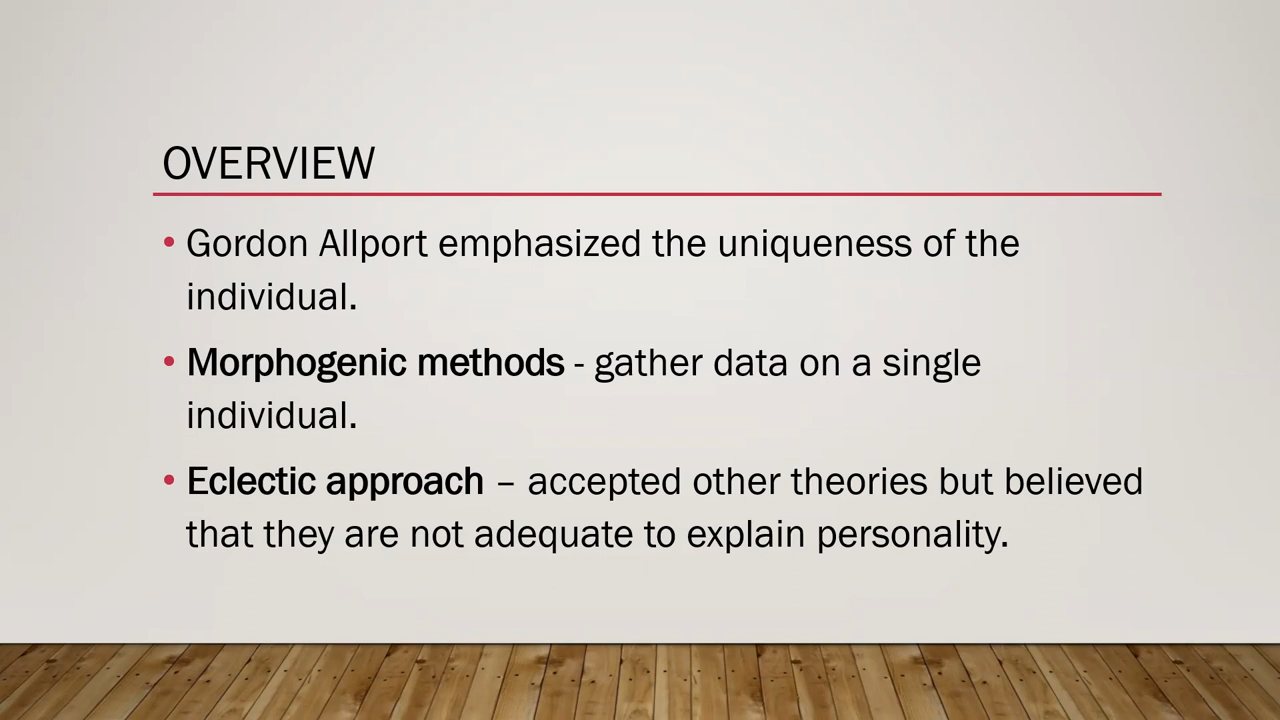 OVERVIEW
• Gordon Allport emphasized the uniqueness of the
individual.
• Morphogenic methods - gather data on a single
individual.
• Eclectic approach – accepted other theories but believed
that they are not adequate to explain personality.